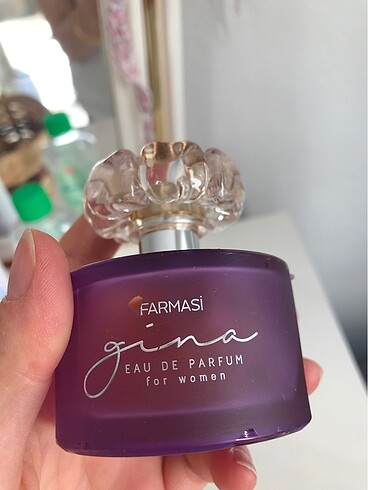 FARMASİ
gina
EAU DE PARFUM
for women